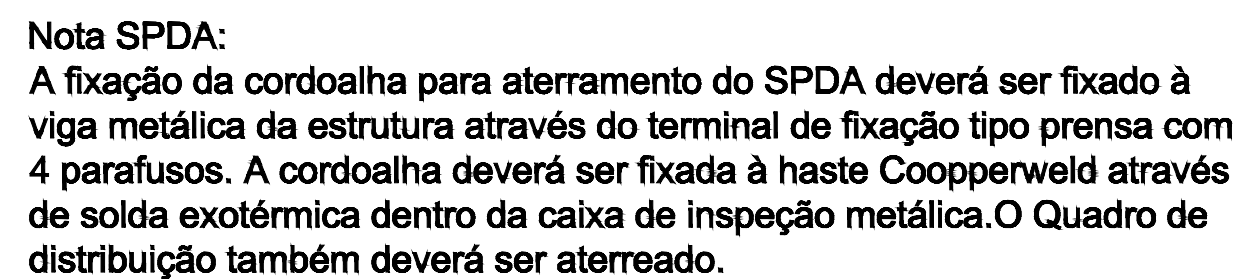 Nota SPDA:
A fixação da cordoalha para aterramento do SPDA deverá ser fixado à
viga metálica da estrutura através do terminal de fixação tipo prensa com
4 parafusos. A cordoalha deverá ser fixada à haste Coopperweld através
de solda exotérmica dentro da caixa de inspeção metálica.O Quadro de
distribuição também deverá ser aterreado.